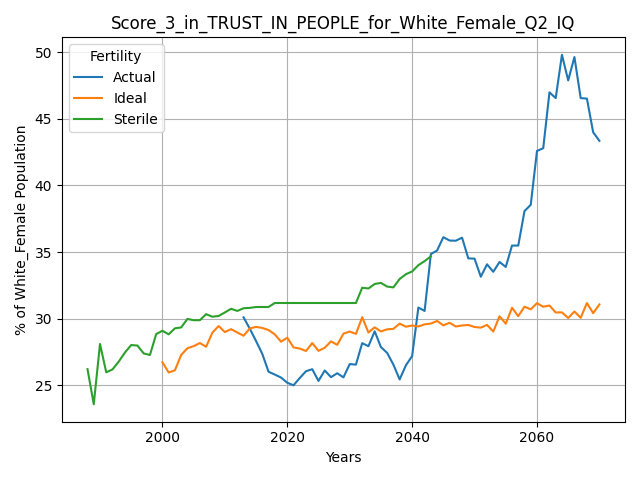 Score_3_in_TRUST_IN_PEOPLE_for_White_Female_Q2_IQ
Fertility
Actual
Ideal
Sterile
% of White_Female Population
50
45
40
35
30
25
2000
2020
2040
2060
Years